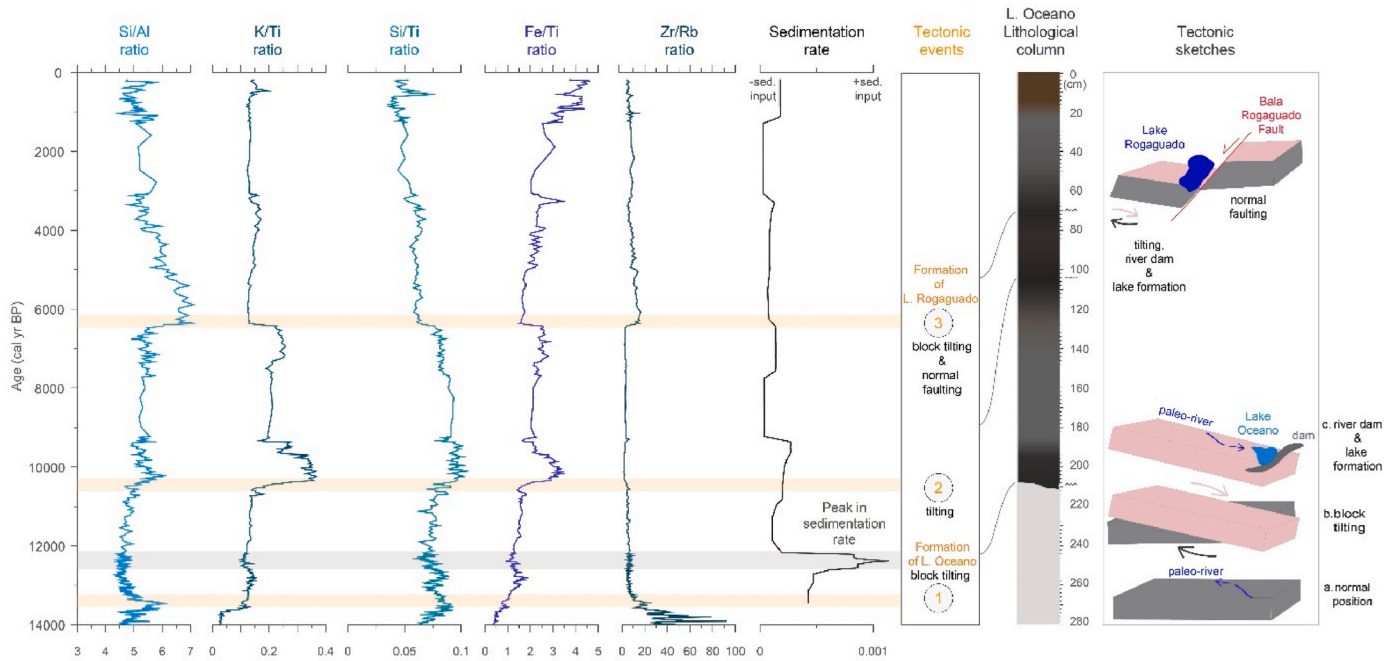 Si/Al
ratio
K/Ti
ratio
Si/Ti
ratio
Fe/Ti
ratio
Zr/Rb
ratio
Sedimentation
rate
Tectonic
events
L. Oceano
Lithological
column
Tectonic
sketches
Age (cal yr BP)
0
2000
4000
6000
8000
10000
12000
14000
3 4 5 6 7
0 0.2 0.4
0 0.05 0.1
0 1 2 3 4 5
0 20 40 60 80 100
0 0.001
-sed.
input
+sed.
input
Peak in
sedimentation
rate
Formation
of
L. Rogaguado
3
block tilting
&
normal
faulting
2
tilting
Formation
of L. Oceano
block tilting
1
0
(cm)
20
40
60
80
100
120
140
160
180
200
220
240
260
280
Bala
Rogaguado
Fault
Lake
Rogaguado
normal
faulting
tilting,
river dam
&
lake formation
paleo-river
Lake
Oceano
dam
c. river dam
&
lake
formation
b. block
tilting
paleo-river
a. normal
position